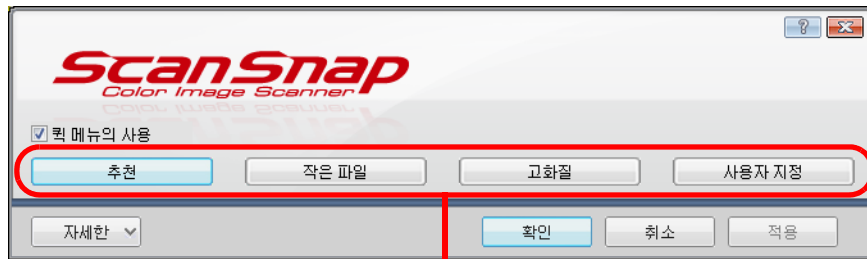 ScanSnap
Color Image Scanner
퀵 메뉴의 사용
추천 작은 파일 고화질 사용자 지정
자세한 확인 취소 적용